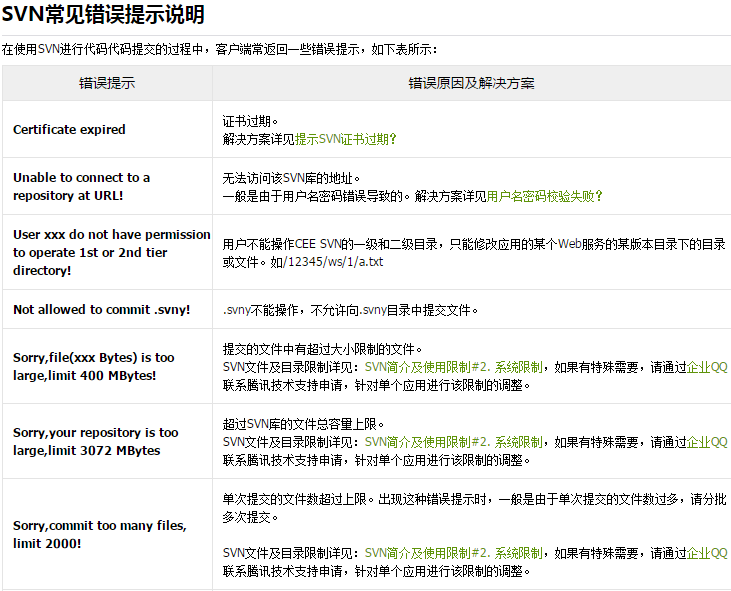 SVN常见错误提示说明
在使用SVN进行代码代码提交的过程中，客户端常返回一些错误提示，如下表所示：
错误提示
错误原因及解决方案
Certificate expired
证书过期。
解决方案详见提示SVN证书过期？
Unable to connect to a
repository at URL!
无法访问该SVN库的地址。
一般是由于用户名密码错误导致的。解决方案详见用户名密码校验失败？
User xxx do not have permission
to operate 1st or 2nd tier
directory!
用户不能操作CEE SVN的一级和二级目录，只能修改应用的某个Web服务的某版本目录下的目录
或文件。如/12345/ws/1/a.txt
Not allowed to commit .svny!
.svny不能操作，不允许向.svny目录中提交文件。
Sorry,file(xxx Bytes) is too
large,limit 400 MBytes!
提交的文件中有超过大小限制的文件。
SVN文件及目录限制详见：SVN简介及使用限制#2. 系统限制，如果有特殊需要，请通过企业QQ
联系腾讯技术支持申请，针对单个应用进行该限制的调整。
Sorry,your repository is too
large,limit 3072 MBytes
超过SVN库的文件总容量上限。
SVN文件及目录限制详见：SVN简介及使用限制#2. 系统限制，如果有特殊需要，请通过企业QQ
联系腾讯技术支持申请，针对单个应用进行该限制的调整。
Sorry,commit too many files,
limit 2000!
单次提交的文件数超过上限。出现这种错误提示时，一般是由于单次提交的文件数过多，请分批
多次提交。
SVN文件及目录限制详见：SVN简介及使用限制#2. 系统限制，如果有特殊需要，请通过企业QQ
联系腾讯技术支持申请，针对单个应用进行该限制的调整。